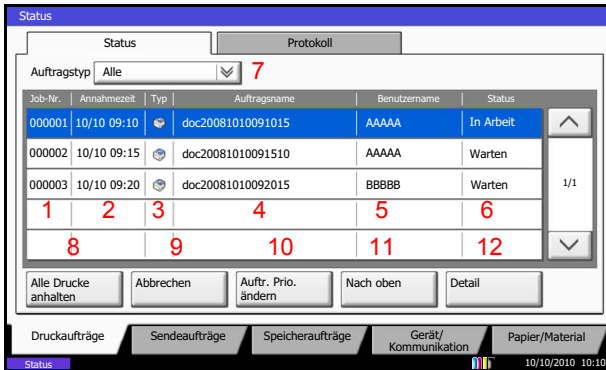 Status
Status Protokoll
Auftragstyp Alle 7
Job-Nr. Annahmezeit Typ Auftragsname Benutzername Status
000001 10/10 09:10 doc20081010091015 AAAAA In Arbeit
000002 10/10 09:15 doc20081010091510 AAAAA Warten
000003 10/10 09:20 doc20081010092015 BBBBB Warten 1/1
1 2 3 4 5 6
8 9 10 11 12
Alle Drucke anhalten Abbrechen Auftr. Prio. ändern Nach oben Detail
Druckaufträge Sendeaufträge Speicheraufträge Gerät/ Kommunikation Papier/Material
Status 10/10/2010 10:10